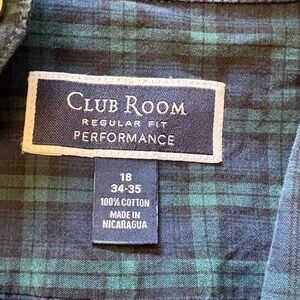 CLUB ROOM
REGULAR FIT
PERFORMANCE
18
34-35
100% COTTON
MADE IN
NICARAGUA